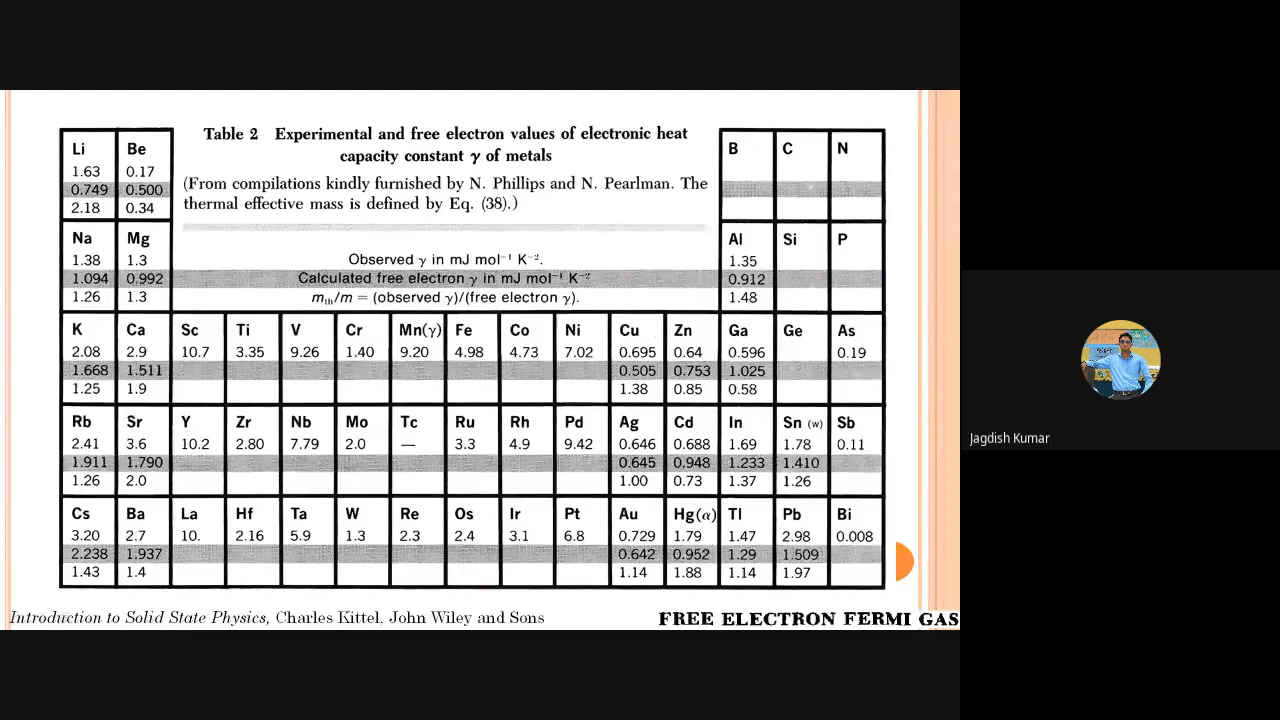 Table 2 Experimental and free electron values of electronic heat
capacity constant γ of metals
(From compilations kindly furnished by N. Phillips and N. Pearlman. The
thermal effective mass is defined by Eq. (38).)
Li Be B C N
1.63 0.17
0.749 0.500
2.18 0.34
Na Mg Al Si P
1.38 1.3 Observed γ in mJ mol⁻¹ K⁻². 1.35
1.094 0.992 Calculated free electron γ in mJ mol⁻¹ K⁻² 0.912
1.26 1.3 mth/m = (observed γ)/(free electron γ). 1.48
K Ca Sc Ti V Cr Mn(γ) Fe Co Ni Cu Zn Ga Ge As
2.08 2.9 10.7 3.35 9.26 1.40 9.20 4.98 4.73 7.02 0.695 0.64 0.596 0.19
1.668 1.511 0.505 0.753 1.025
1.25 1.9 1.38 0.85 0.58
Rb Sr Y Zr Nb Mo Tc Ru Rh Pd Ag Cd In Sn (w) Sb
2.41 3.6 10.2 2.80 7.79 2.0 — 3.3 4.9 9.42 0.646 0.688 1.69 1.78 0.11
1.911 1.790 0.645 0.948 1.233 1.410
1.26 2.0 1.00 0.73 1.37 1.26
Cs Ba La Hf Ta W Re Os Ir Pt Au Hg(α) Tl Pb Bi
3.20 2.7 10. 2.16 5.9 1.3 2.3 2.4 3.1 6.8 0.729 1.79 1.47 2.98 0.008
2.238 1.937 0.642 0.952 1.29 1.509
1.43 1.4 1.14 1.88 1.14 1.97
Introduction to Solid State Physics, Charles Kittel, John Wiley and Sons
FREE ELECTRON FERMI GAS
Jagdish Kumar